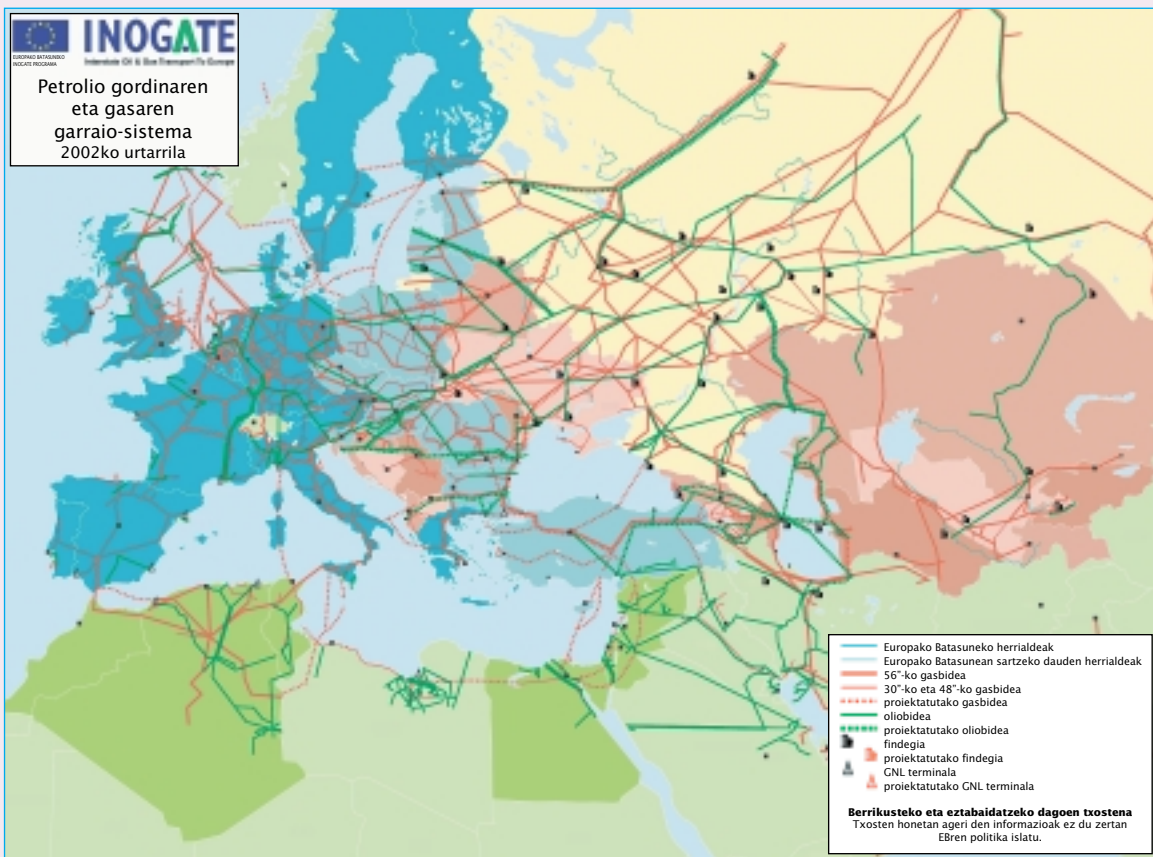 INOGATE
EUROPAKO BATASUNEKO
INOGATE PROGRAMA
Interstate Oil & Gas Transport To Europe
Petrolio gordinaren
eta gasaren
garraio-sistema
2002ko urtarrila
Europako Batasuneko herrialdeak
Europako Batasunean sartzeko dauden herrialdeak
56"-ko gasbidea
30"-ko eta 48"-ko gasbidea
proiektatutako gasbidea
oliobidea
proiektatutako oliobidea
findegia
proiektatutako findegia
GNL terminala
proiektatutako GNL terminala
Berrikusteko eta eztabaidatzeko dagoen txostena
Txosten honetan ageri den informazioak ez du zertan
EBren politika islatu.